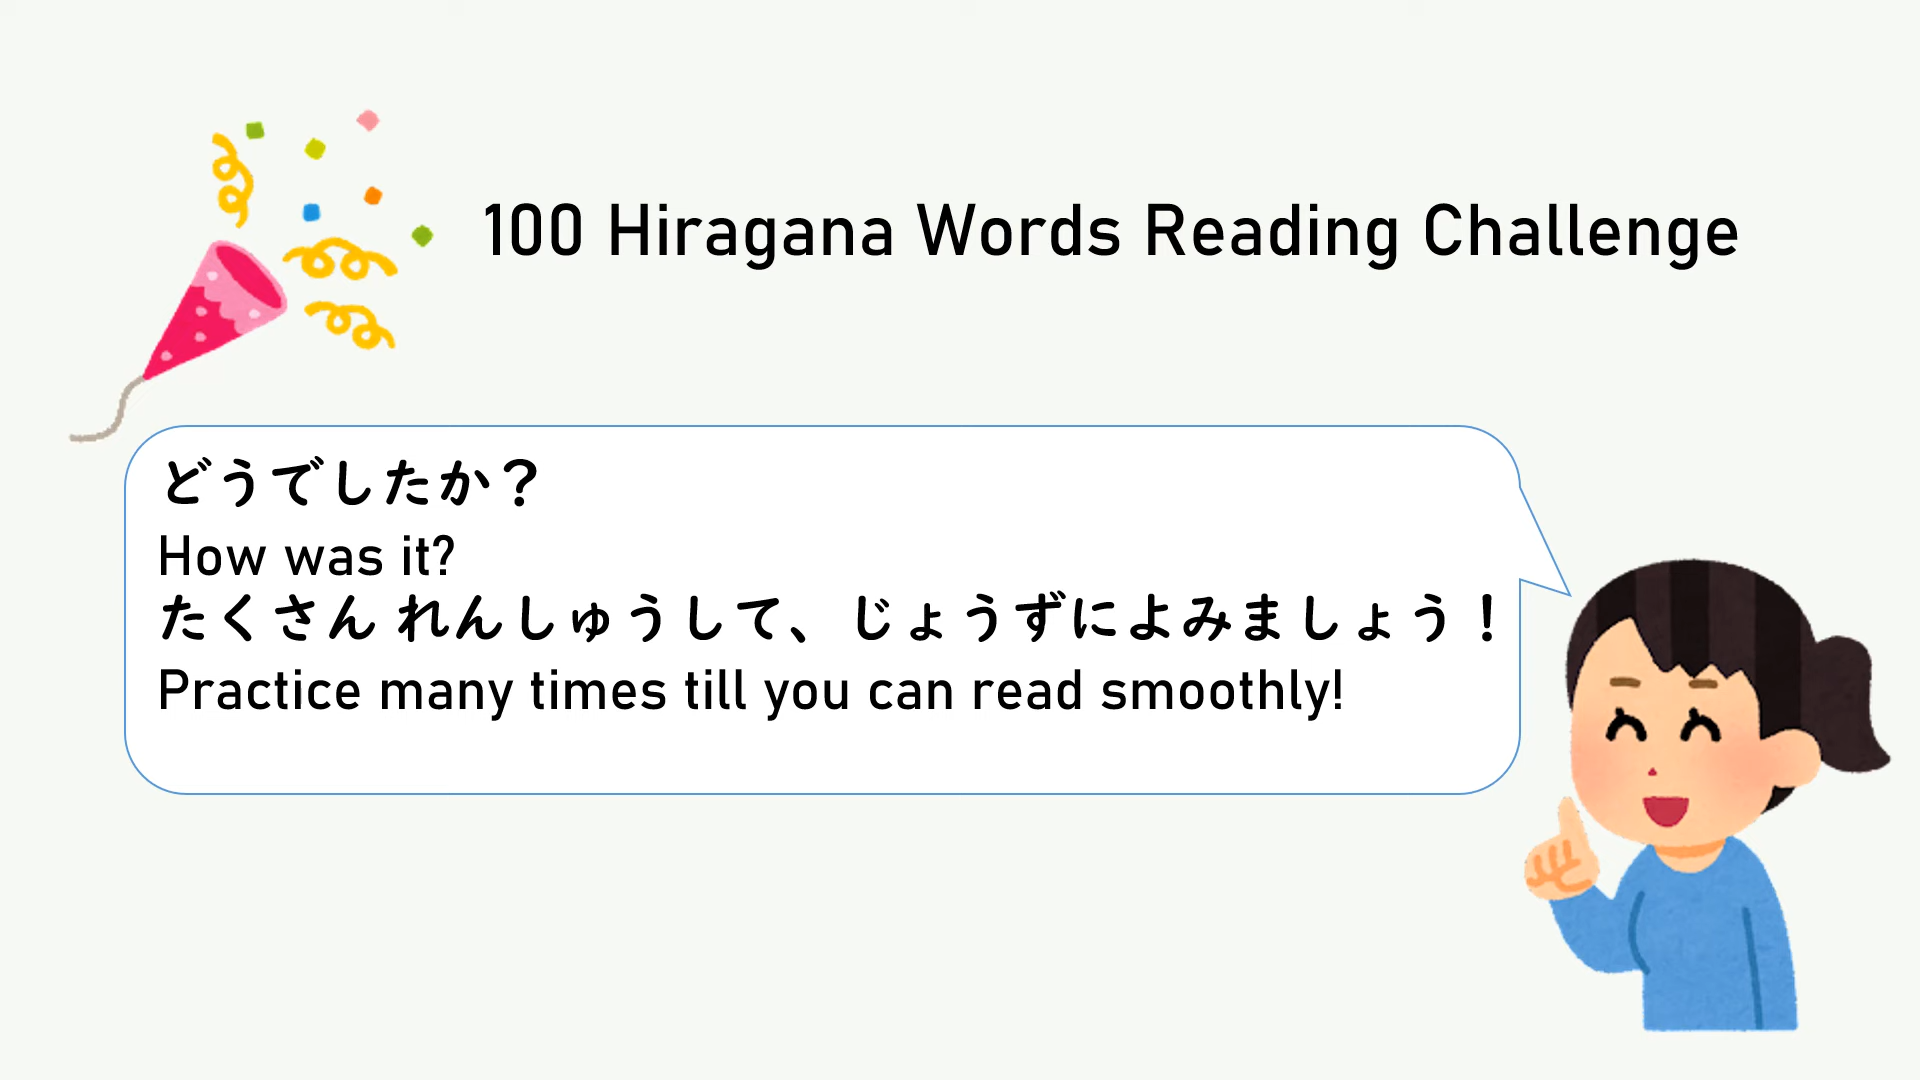 100 Hiragana Words Reading Challenge
どうでしたか？
How was it?
たくさん れんしゅうして、じょうずによみましょう！
Practice many times till you can read smoothly!